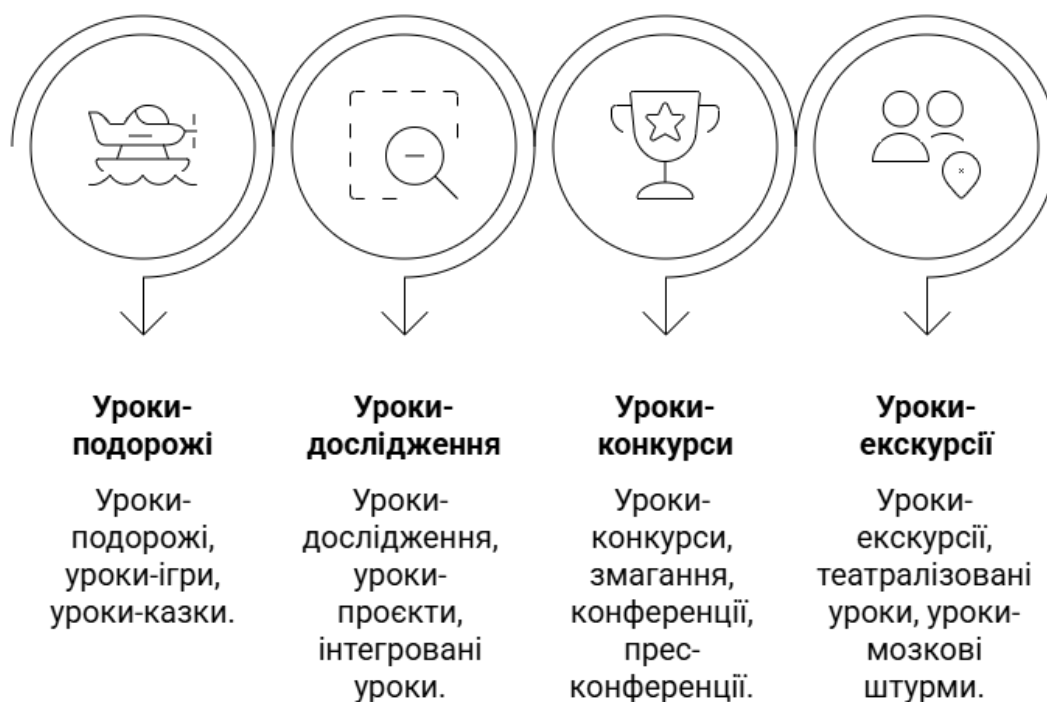 Уроки-
подорожі
Уроки-
подорожі,
уроки-ігри,
уроки-казки.
Уроки-
дослідження
Уроки-
дослідження,
уроки-
проєкти,
інтегровані
уроки.
Уроки-
конкурси
Уроки-
конкурси,
змагання,
конференції,
прес-
конференції.
Уроки-
екскурсії
Уроки-
екскурсії,
театралізовані
уроки, уроки-
мозкові
штурми.